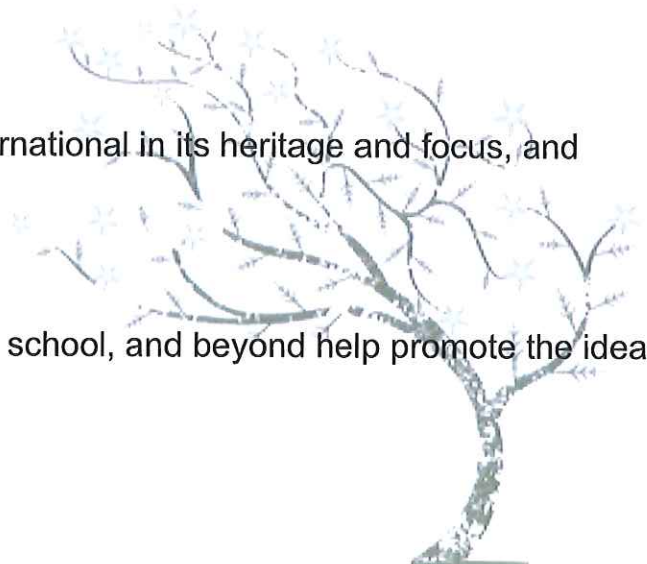 rnational in its heritage and focus, and
school, and beyond help promote the idea